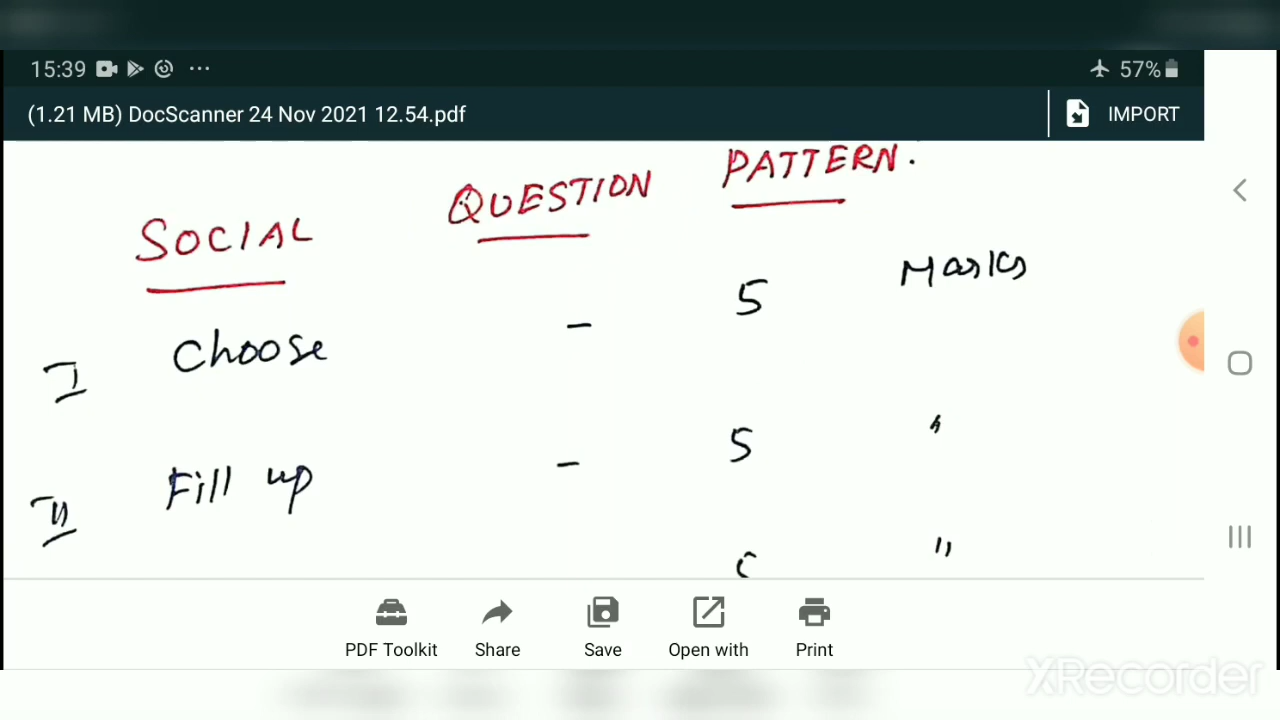 15:39 57%
(1.21 MB) DocScanner 24 Nov 2021 12.54.pdf IMPORT
SOCIAL QUESTION PATTERN.
I Choose - 5 Marks
II Fill up - 5 "
"
PDF Toolkit Share Save Open with Print
XRecorder